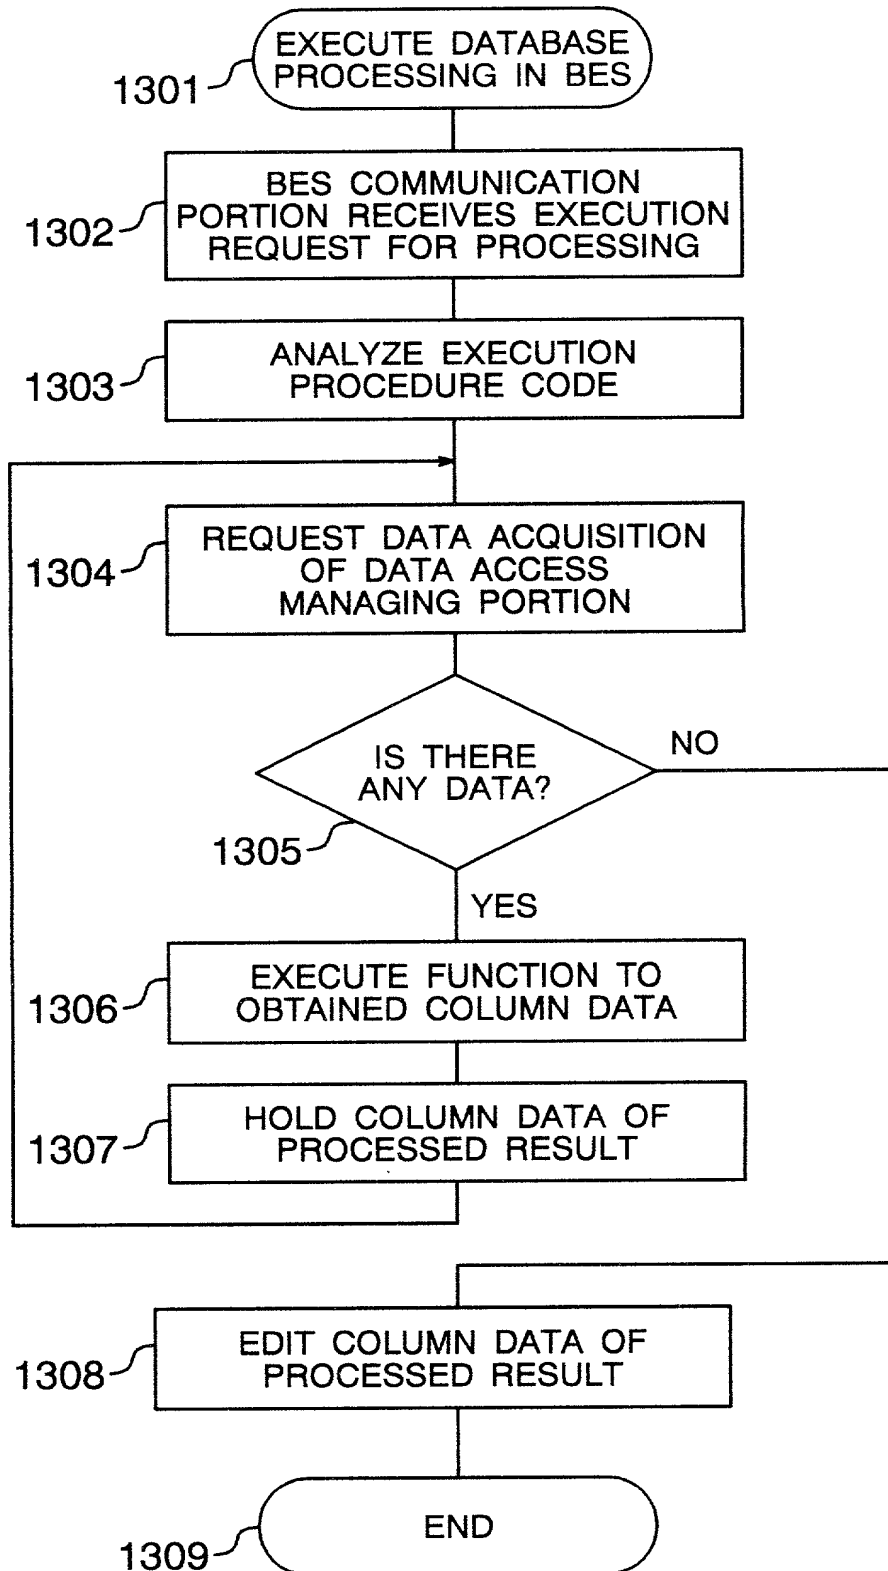 EXECUTE DATABASE
PROCESSING IN BES
1301
BES COMMUNICATION
PORTION RECEIVES EXECUTION
REQUEST FOR PROCESSING
1302
ANALYZE EXECUTION
PROCEDURE CODE
1303
REQUEST DATA ACQUISITION
OF DATA ACCESS
MANAGING PORTION
1304
IS THERE
ANY DATA?
NO
1305
YES
EXECUTE FUNCTION TO
OBTAINED COLUMN DATA
1306
HOLD COLUMN DATA OF
PROCESSED RESULT
1307
EDIT COLUMN DATA OF
PROCESSED RESULT
1308
END
1309